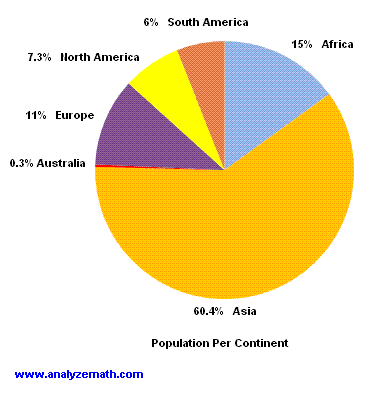 6% South America
15% Africa
7.3% North America
11% Europe
0.3% Australia
60.4% Asia
Population Per Continent
www.analyzemath.com